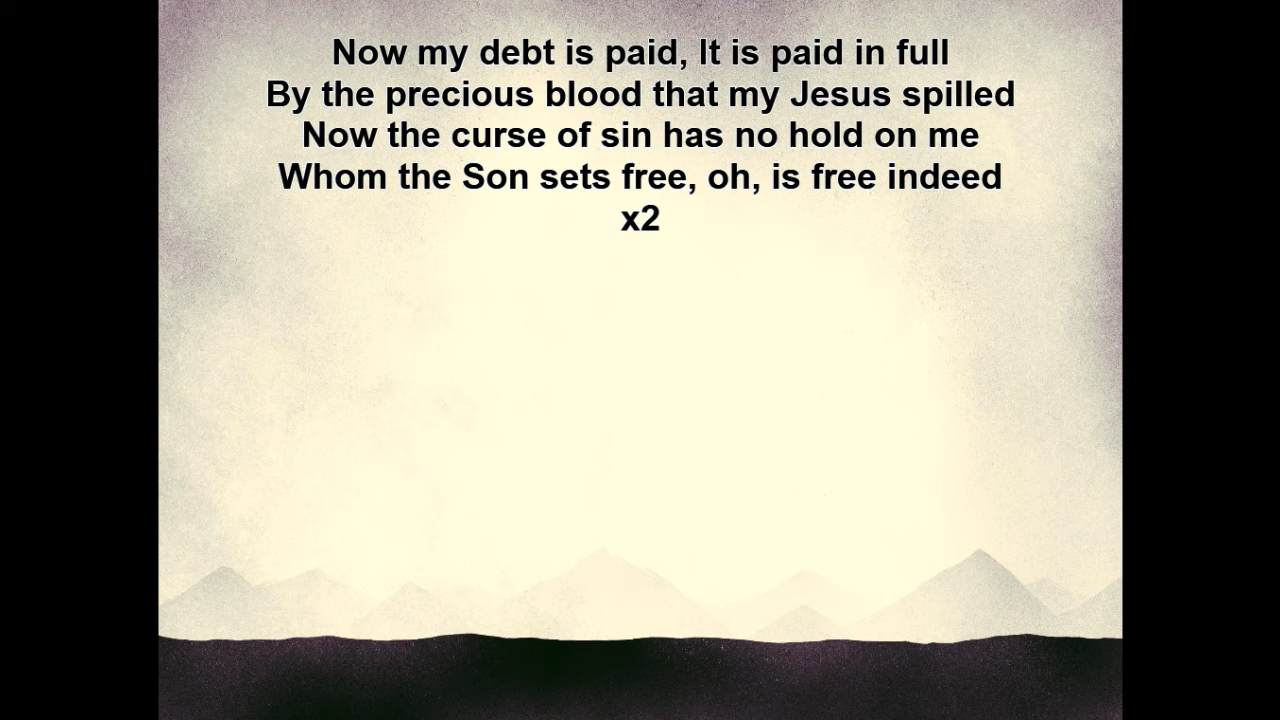 Now my debt is paid, It is paid in full
By the precious blood that my Jesus spilled
Now the curse of sin has no hold on me
Whom the Son sets free, oh, is free indeed
x2